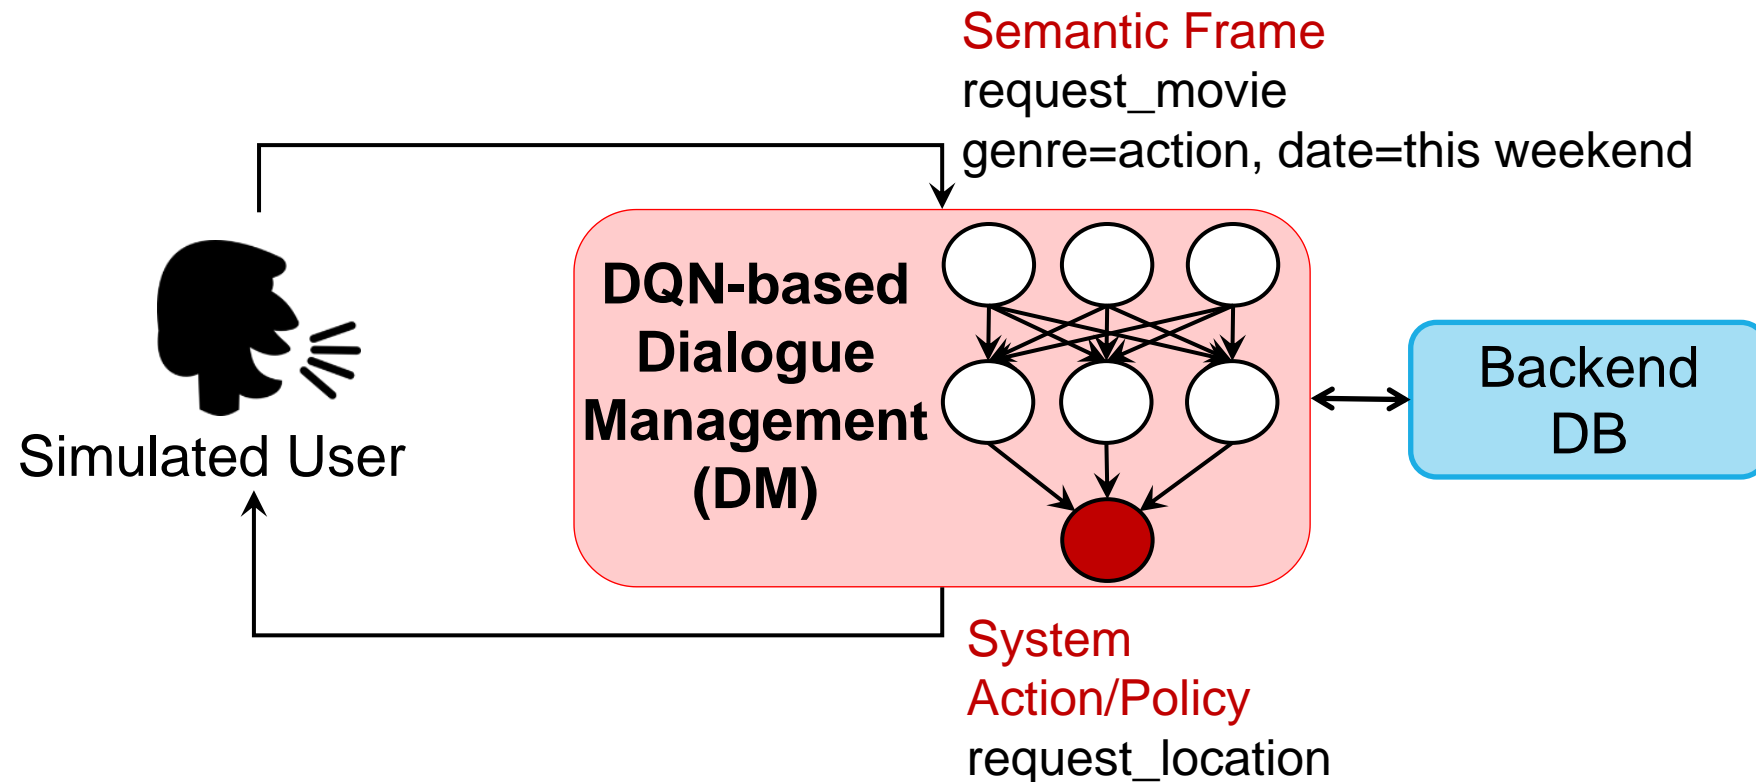 Semantic Frame
request_movie
genre=action, date=this weekend
DQN-based
Dialogue
Management
(DM)
Simulated User
Backend
DB
System
Action/Policy
request_location